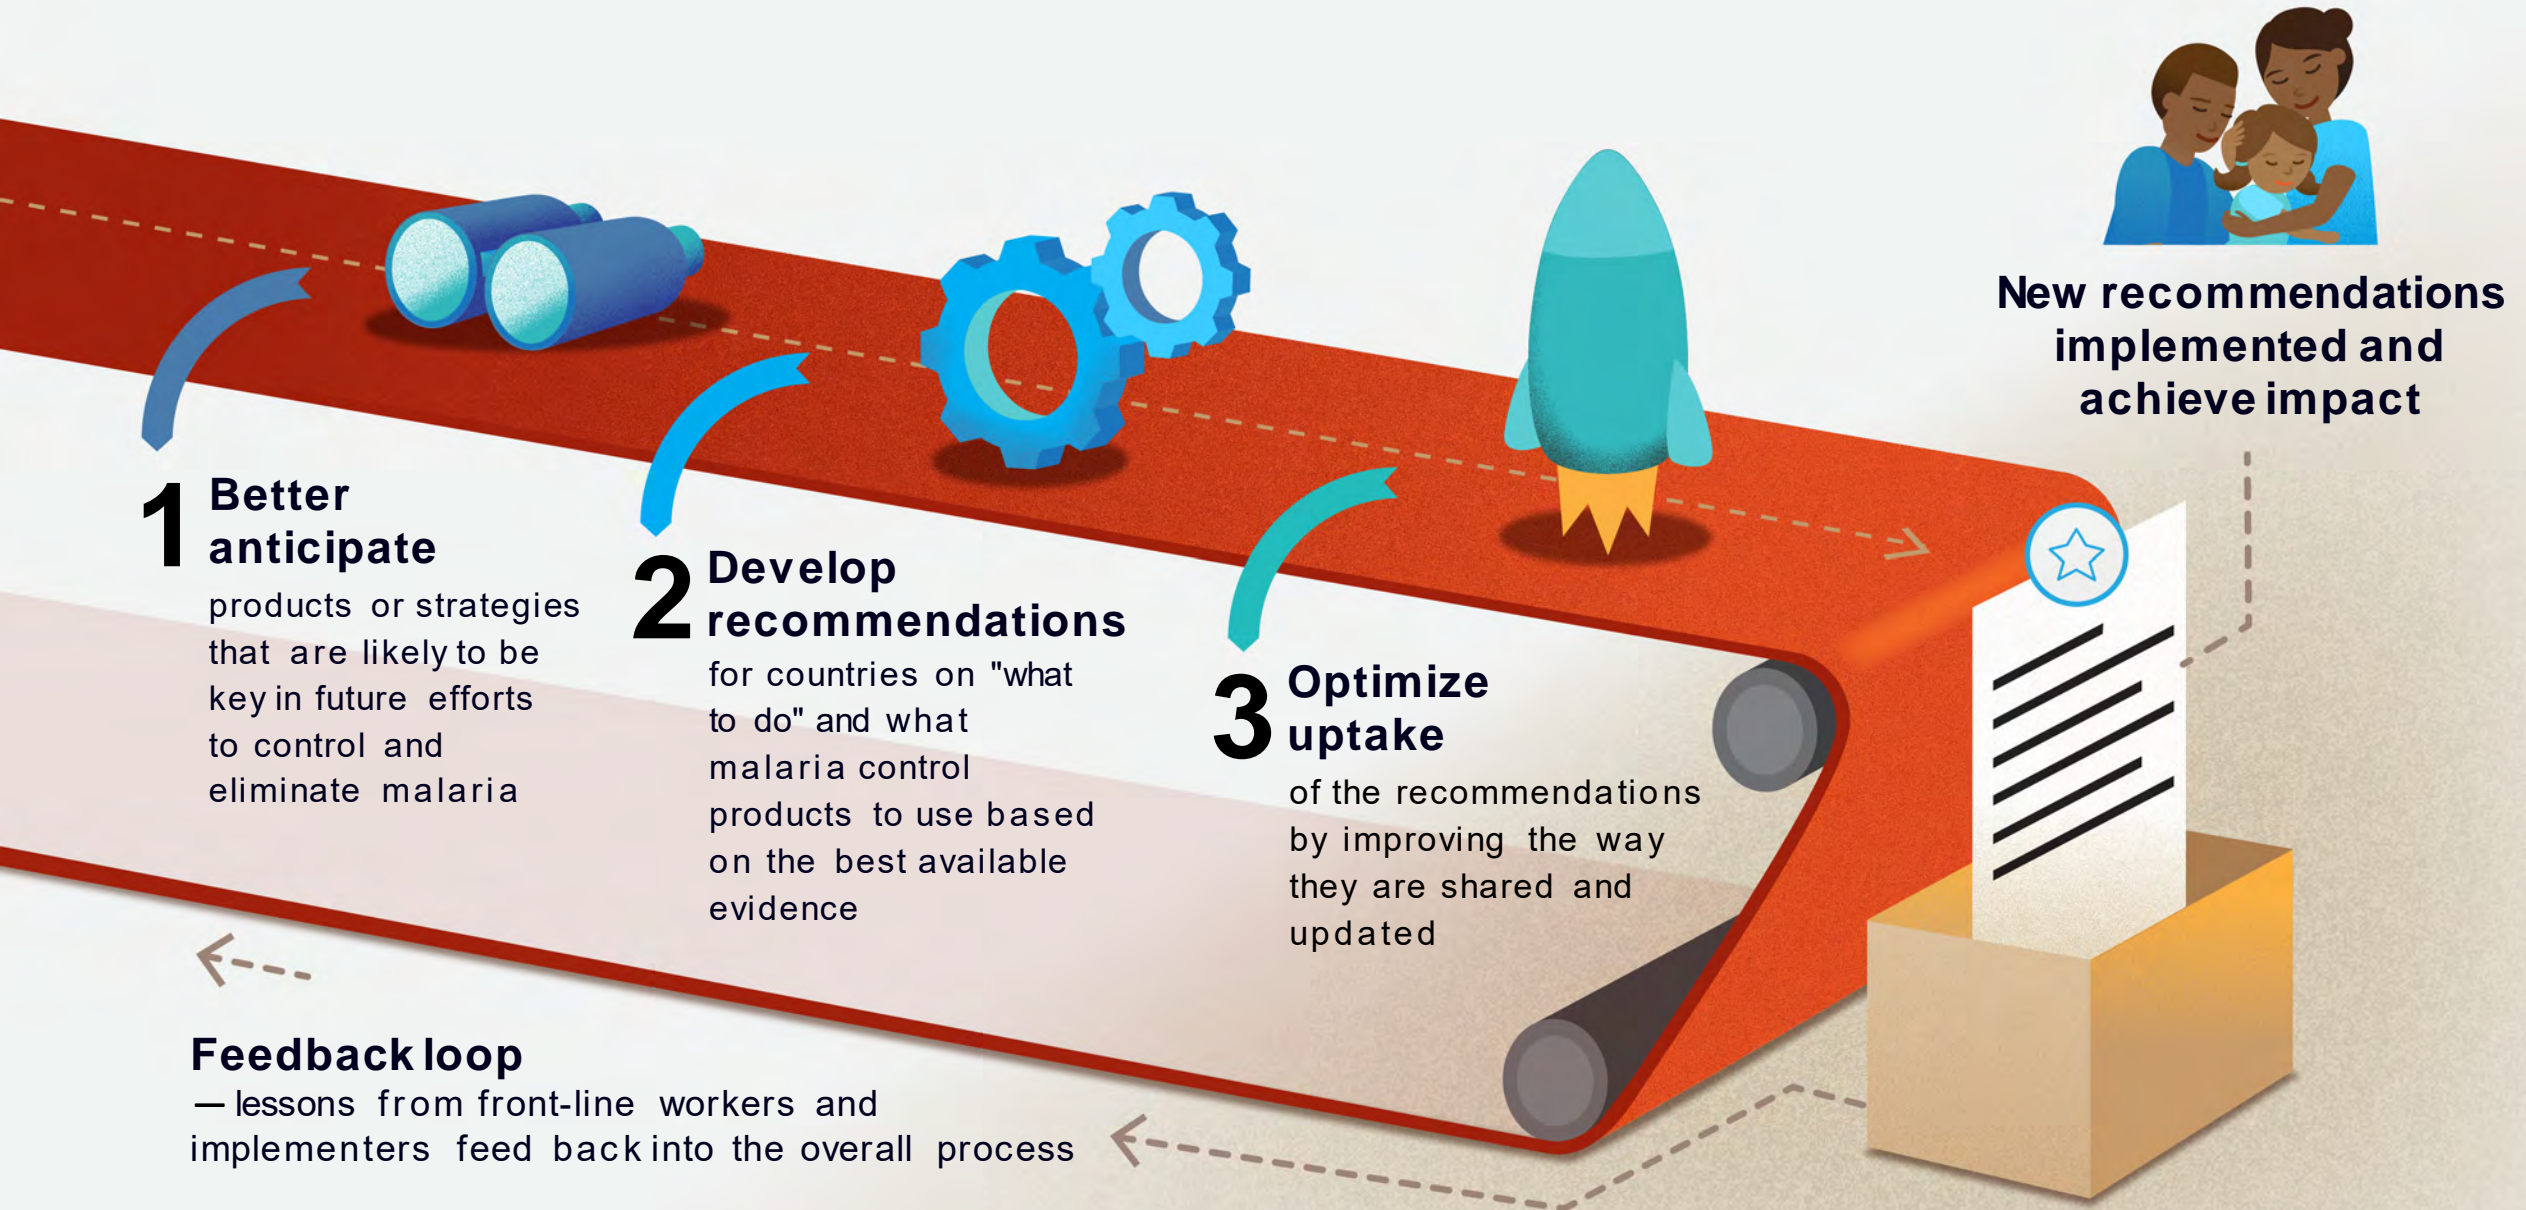 New recommendations
implemented and
achieve impact
1
Better
anticipate
products or strategies
that are likely to be
key in future efforts
to control and
eliminate malaria
2
Develop
recommendations
for countries on "what
to do" and what
malaria control
products to use based
on the best available
evidence
3
Optimize
uptake
of the recommendations
by improving the way
they are shared and
updated
Feedback loop
— lessons from front-line workers and
implementers feed back into the overall process